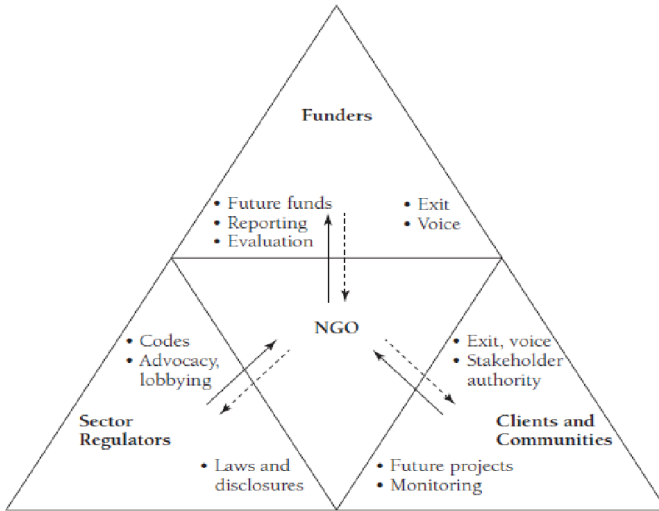 Funders
• Future funds
• Reporting
• Evaluation
• Exit
• Voice
NGO
• Codes
• Advocacy,
lobbying
• Exit, voice
• Stakeholder
authority
Sector
Regulators
Clients and
Communities
• Laws and
disclosures
• Future projects
• Monitoring